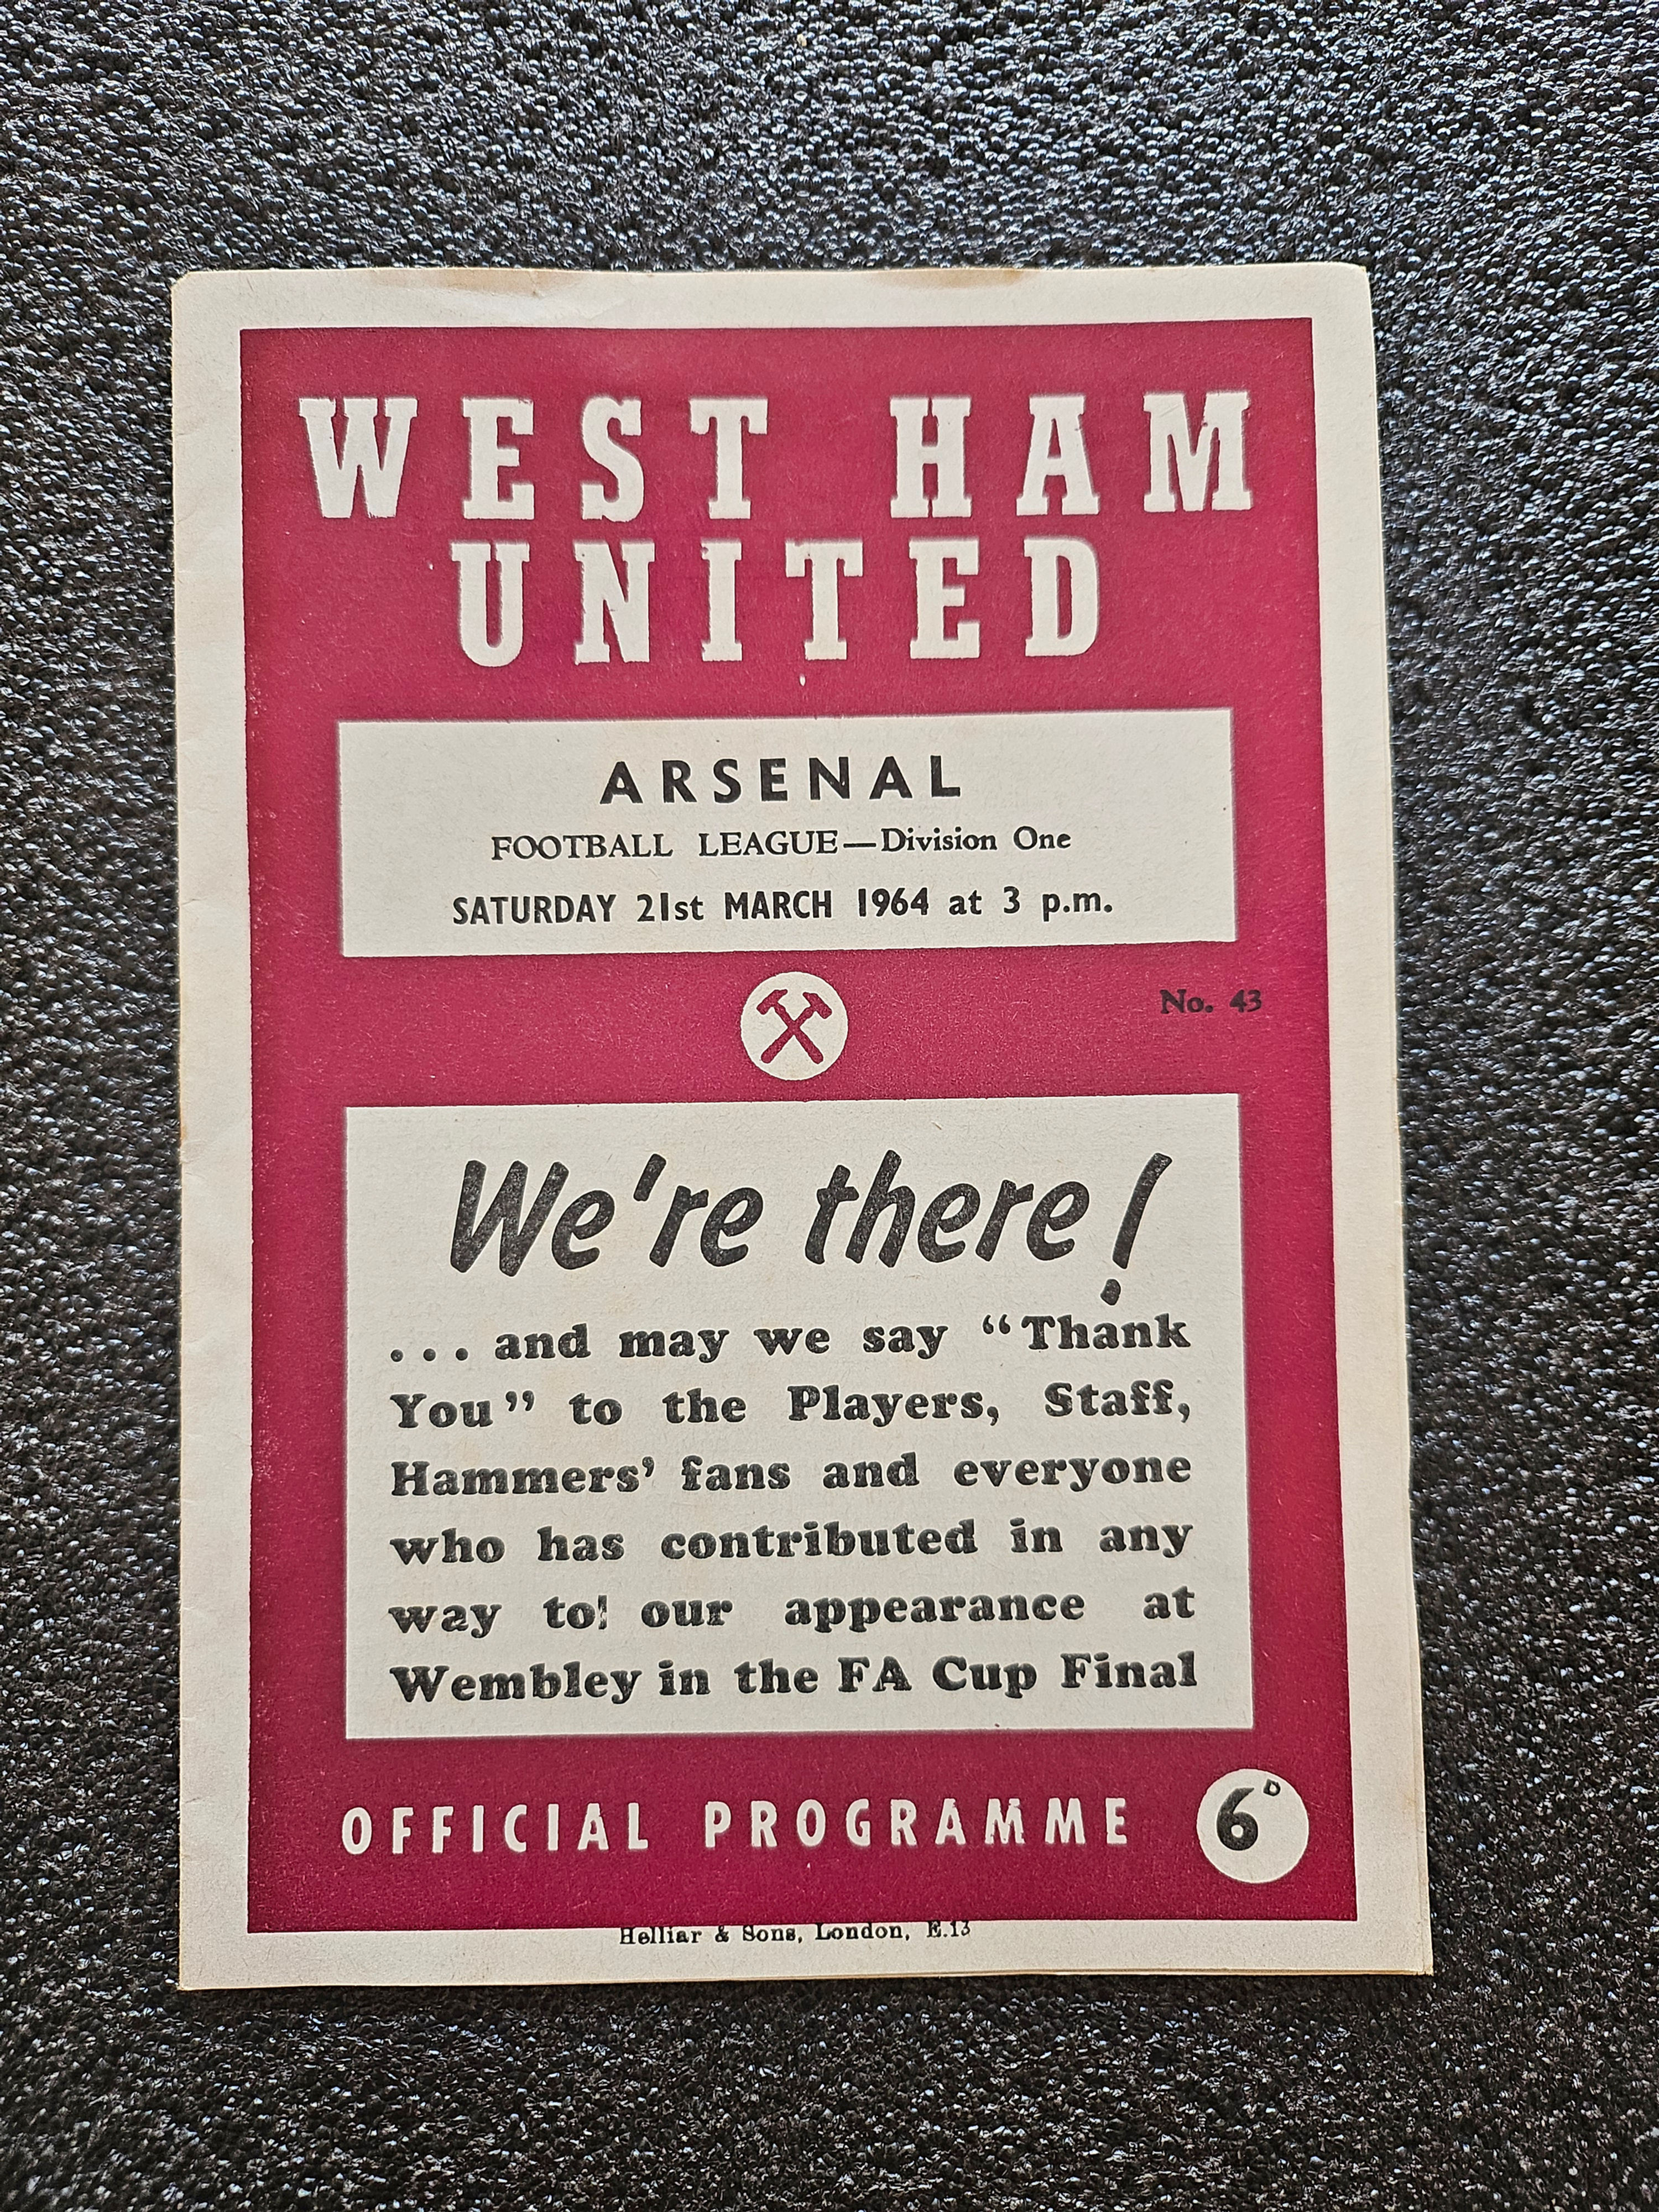 WEST HAM
UNITED
ARSENAL
FOOTBALL LEAGUE—Division One
SATURDAY 21st MARCH 1964 at 3 p.m.
No. 43
We're there!
... and may we say “Thank
You” to the Players, Staff,
Hammers’ fans and everyone
who has contributed in any
way to our appearance at
Wembley in the FA Cup Final
OFFICIAL PROGRAMME 6D
Helliar & Sons, London, E.13